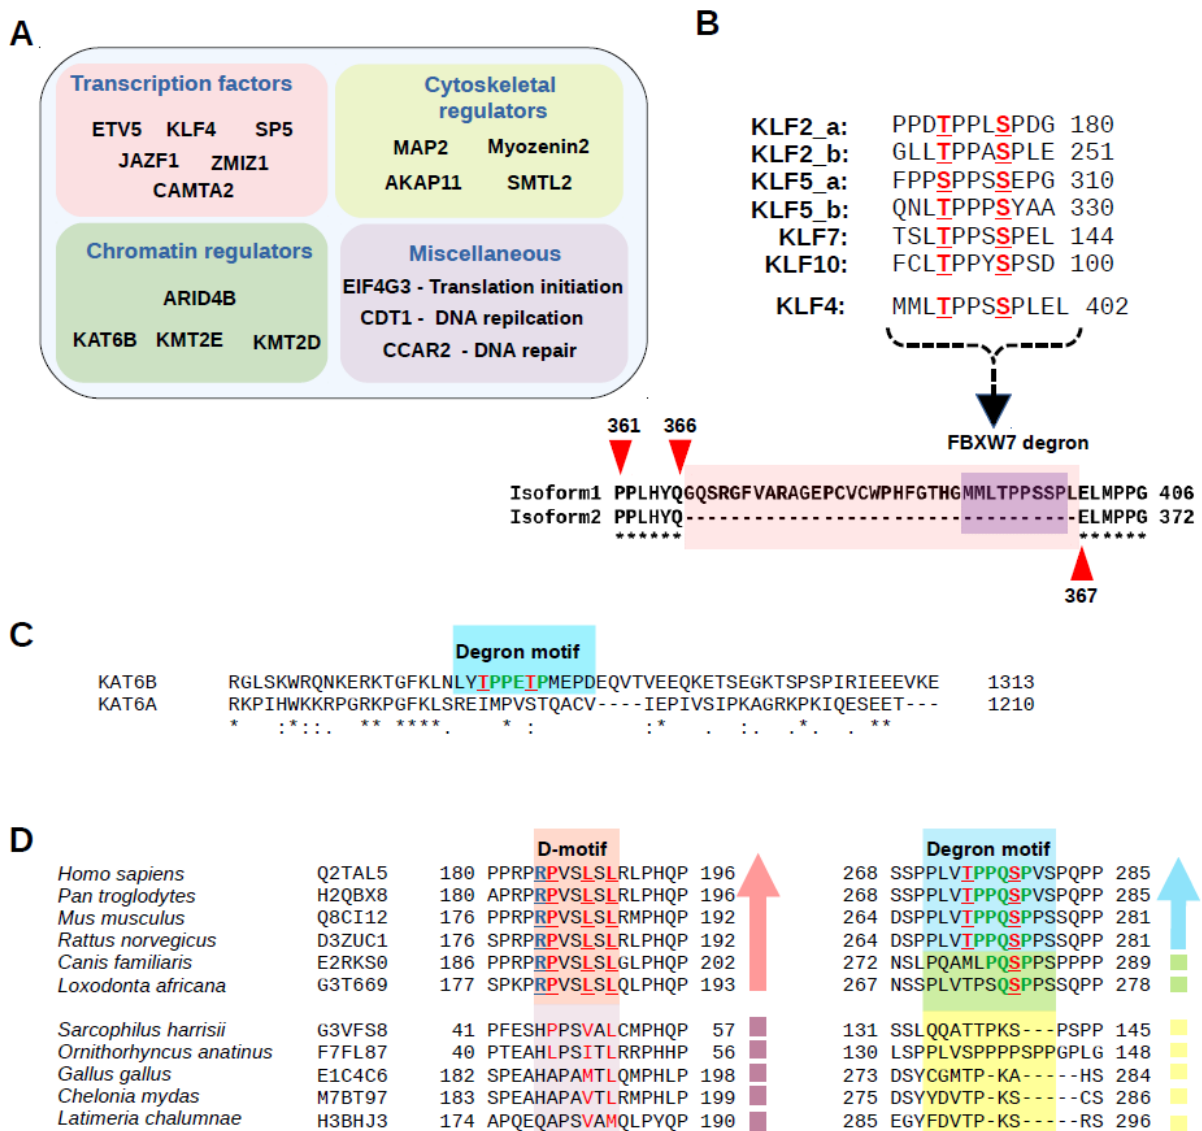 A
Transcription factors
ETV5 KLF4 SP5
JAZF1 ZMIZ1
CAMTA2
Cytoskeletal
regulators
MAP2 Myozenin2
AKAP11 SMTL2
Chromatin regulators
ARID4B
KAT6B KMT2E KMT2D
Miscellaneous
EIF4G3 - Translation initiation
CDT1 - DNA repilcation
CCAR2 - DNA repair
B
KLF2_a: PPDTPPLSPDG 180
KLF2_b: GLLTPPASPLE 251
KLF5_a: FPPSPPSSEPG 310
KLF5_b: QNLTPPPSYAA 330
KLF7: TSLTPPSSPEL 144
KLF10: FCLTPPYSPSD 100
KLF4: MMLTPPSSPLEL 402
FBXW7 degron
361 366
Isoform1 PPLHYQGQSRGFVARAGEPCVCWPHFGTHGMMLTPPSSPLELMPPG 406
Isoform2 PPLHYQ----------------------------------ELMPPG 372
****** ******
367
C
Degron motif
KAT6B RGLSKWRQNKERKTGFKLNLYTPPETPMEPDEQVTVEEQKETSEGKTSPSPIRIEEEVKE 1313
KAT6A RKPIHWKKRPGRKPGFKLSREIMPVSTQACV----IEPIVSIPKAGRKPKIQESEET--- 1210
* :*::. ** ****. * : :* . :. *. . **
D
D-motif Degron motif
Homo sapiens Q2TAL5 180 PPRPRPVSLSLRLPHQP 196 268 SSPPLVTPPQSPVSPQPP 285
Pan troglodytes H2QBX8 180 APRPRPVSLSLRLPHQP 196 268 SSPPLVTPPQSPVSPQPP 285
Mus musculus Q8CI12 176 PPRPRPVSLSLRMPHQP 192 264 DSPPLVTPPQSPPSSQPP 281
Rattus norvegicus D3ZUC1 176 SPRPRPVSLSLRMPHQP 192 264 DSPPLVTPPQSPPSSQPP 281
Canis familiaris E2RKS0 186 PPRPRPVSLSLGLPHQP 202 272 NSLPQAMLPQSPPSPPPP 289
Loxodonta africana G3T669 177 SPKPRPVSLSLQLPHQP 193 267 NSSPLVTPSQSPPSSQPP 278
Sarcophilus harrisii G3VFS8 41 PFESHPPSVALCMPHQP 57 131 SSLQQATTPKS---PSPP 145
Ornithorhyncus anatinus F7FL87 40 PTEAHLPSITLRRPHHP 56 130 LSPPLVSPPPPSPPGPLG 148
Gallus gallus E1C4C6 182 SPEAHAPAMTLQMPHLP 198 273 DSYCGMTP-KA-----HS 284
Chelonia mydas M7BT97 183 SPEAHAPAVTLRMPHLP 199 275 DSYYDVTP-KS-----CS 286
Latimeria chalumnae H3BHJ3 174 APQEQAPSVAMQLPYQP 190 285 EGYFDVTP-KS-----RS 296